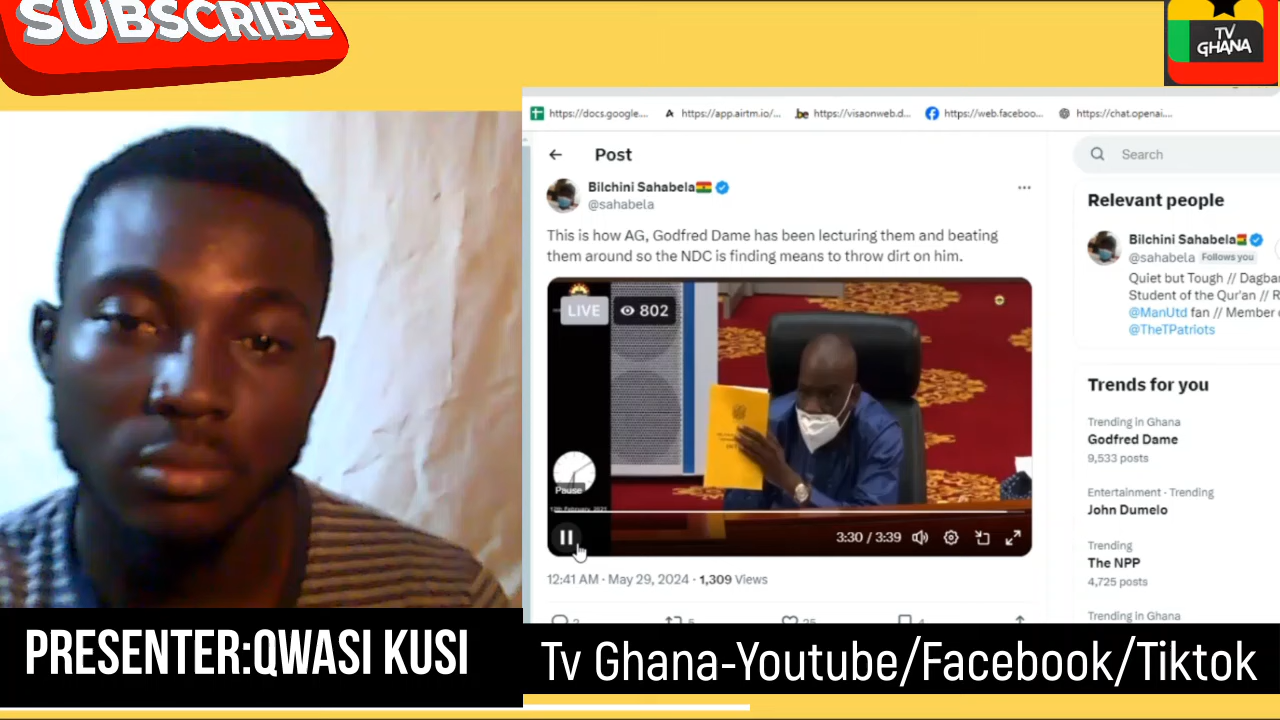 SUBSCRIBE
TV
GHANA
https://docs.google....
https://app.airtm.io/...
.be
https://visaonweb.d...
https://web.faceboo...
https://chat.openai....
Post
Search
Bilchini Sahabela
@sahabela
This is how AG, Godfred Dame has been lecturing them and beating
them around so the NDC is finding means to throw dirt on him.
LIVE
802
Pause
3:30 / 3:39
12:41 AM · May 29, 2024 · 1,309 Views
2
5
25
4
Relevant people
Bilchini Sahabela
@sahabela Follows you
Quiet but Tough // Dagba
Student of the Qur'an // R
@ManUtd fan // Member o
@TheTPatriots
Trends for you
Trending in Ghana
Godfred Dame
9,533 posts
Entertainment · Trending
John Dumelo
Trending
The NPP
4,725 posts
Trending in Ghana
PRESENTER:QWASI KUSI
Tv Ghana-Youtube/Facebook/Tiktok